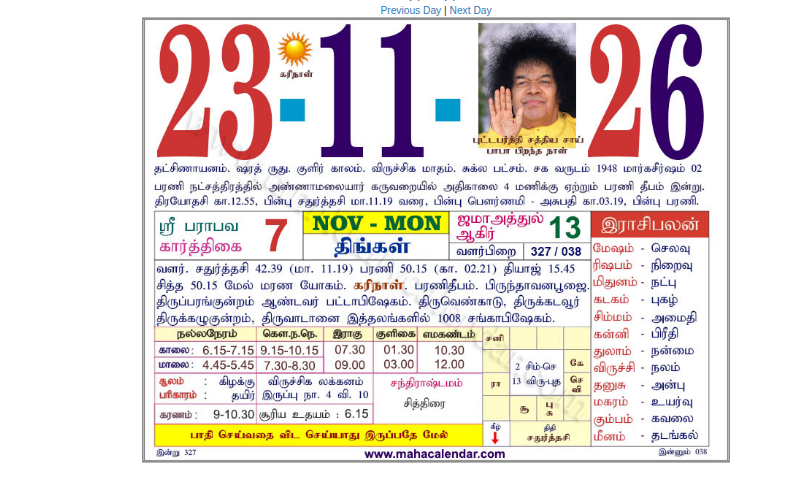 Previous Day | Next Day
23-11-26
கரிநாள்
புட்டபர்த்தி சத்திய சாய்
பாபா பிறந்த நாள்
தட்சிணாயனம். ஷரத் ருது. குளிர் காலம். விருச்சிக மாதம். சுக்ல பட்சம். சக வருடம் 1948 மார்கசீர்ஷம் 02
பரணி நட்சத்திரத்தில் அண்ணாமலையார் கருவறையில் அதிகாலை 4 மணிக்கு ஏற்றும் பரணி தீபம் இன்று.
திரயோதசி கா.12.55, பின்பு சதுர்த்தசி மா.11.19 வரை, பின்பு பௌர்ணமி - அசுபதி கா.03.19, பின்பு பரணி.
ஸ்ரீ பராபவ
கார்த்திகை
7
NOV - MON
திங்கள்
ஜமாஅத்துல்
ஆகிர்
13
வளர்பிறை 327 / 038
இராசிபலன்
வளர். சதுர்த்தசி 42.39 (மா. 11.19) பரணி 50.15 (கா. 02.21) தியாஜ் 15.45
சித்த 50.15 மேல் மரண யோகம். கரிநாள். பரணிதீபம். பிருந்தாவனபூஜை.
திருப்பரங்குன்றம் ஆண்டவர் பட்டாபிஷேகம். திருவெண்காடு, திருக்கடவூர்
திருக்கழுகுன்றம், திருவாடானை இத்தலங்களில் 1008 சங்காபிஷேகம்.
மேஷம் - செலவு
ரிஷபம் - நிறைவு
மிதுனம் - நட்பு
கடகம் - புகழ்
சிம்மம் - அமைதி
கன்னி - பிரீதி
துலாம் - நன்மை
விருச்சி - நலம்
தனுசு - அன்பு
மகரம் - உயர்வு
கும்பம் - கவலை
மீனம் - தடங்கல்
நல்லநேரம் கௌ.ந.நே. இராகு குளிகை எமகண்டம்
காலை : 6.15-7.15 9.15-10.15 07.30 01.30 10.30
மாலை : 4.45-5.45 7.30-8.30 09.00 03.00 12.00
சூலம் : கிழக்கு விருச்சிக லக்கனம்
பரிகாரம் : தயிர் இருப்பு நா. 4 வி. 10
சந்திராஷ்டமம்
சித்திரை
கரணம் : 9-10.30 சூரிய உதயம் : 6.15
சனி
ரா
2 சிம்-செ
13 விரு-புத
கே
செ
வி
சூ
பு
சு
கீழ்
திதி
சதுர்த்தசி
பாதி செய்வதை விட செய்யாது இருப்பதே மேல்
இன்று 327
www.mahacalendar.com
இன்னும் 038